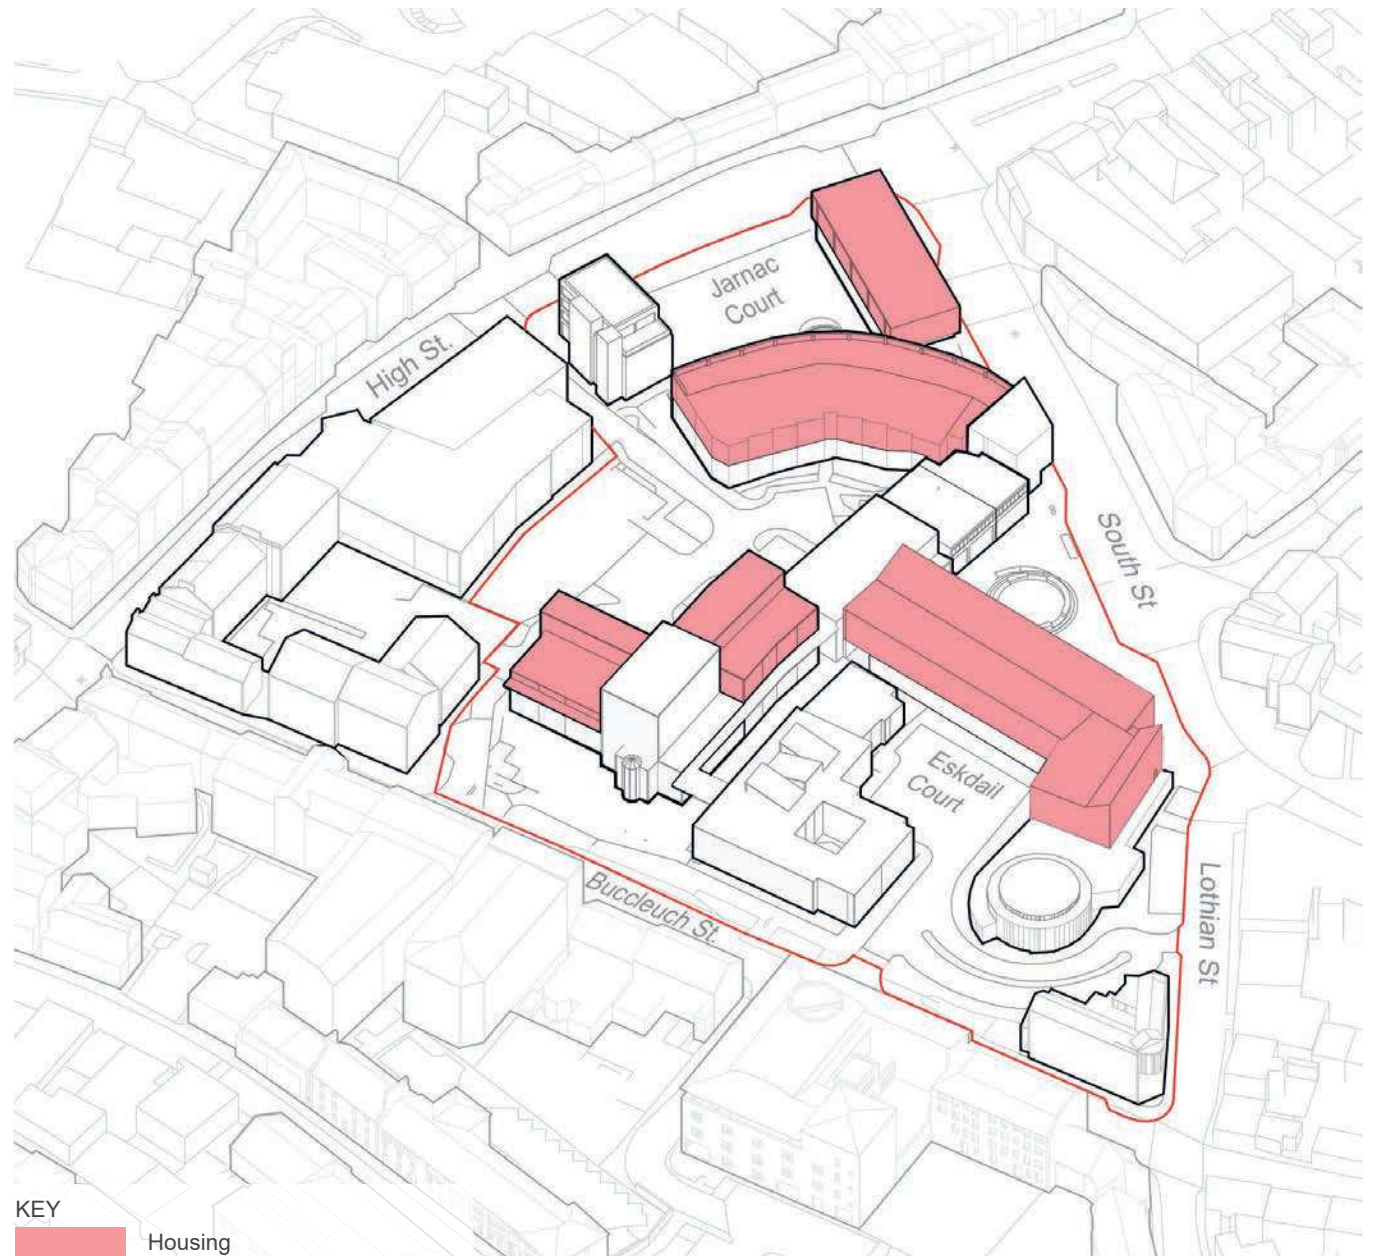 Jarnac
Court
High St.
South St
Eskdail
Court
Buccleuch St.
Lothian St
KEY
Housing